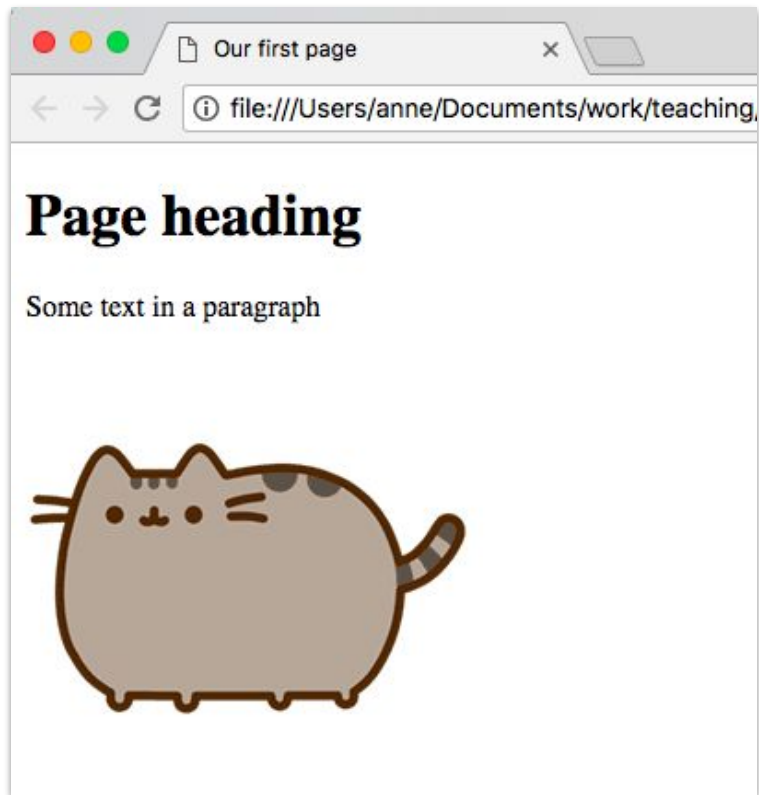 Our first page
file:///Users/anne/Documents/work/teaching/
Page heading
Some text in a paragraph